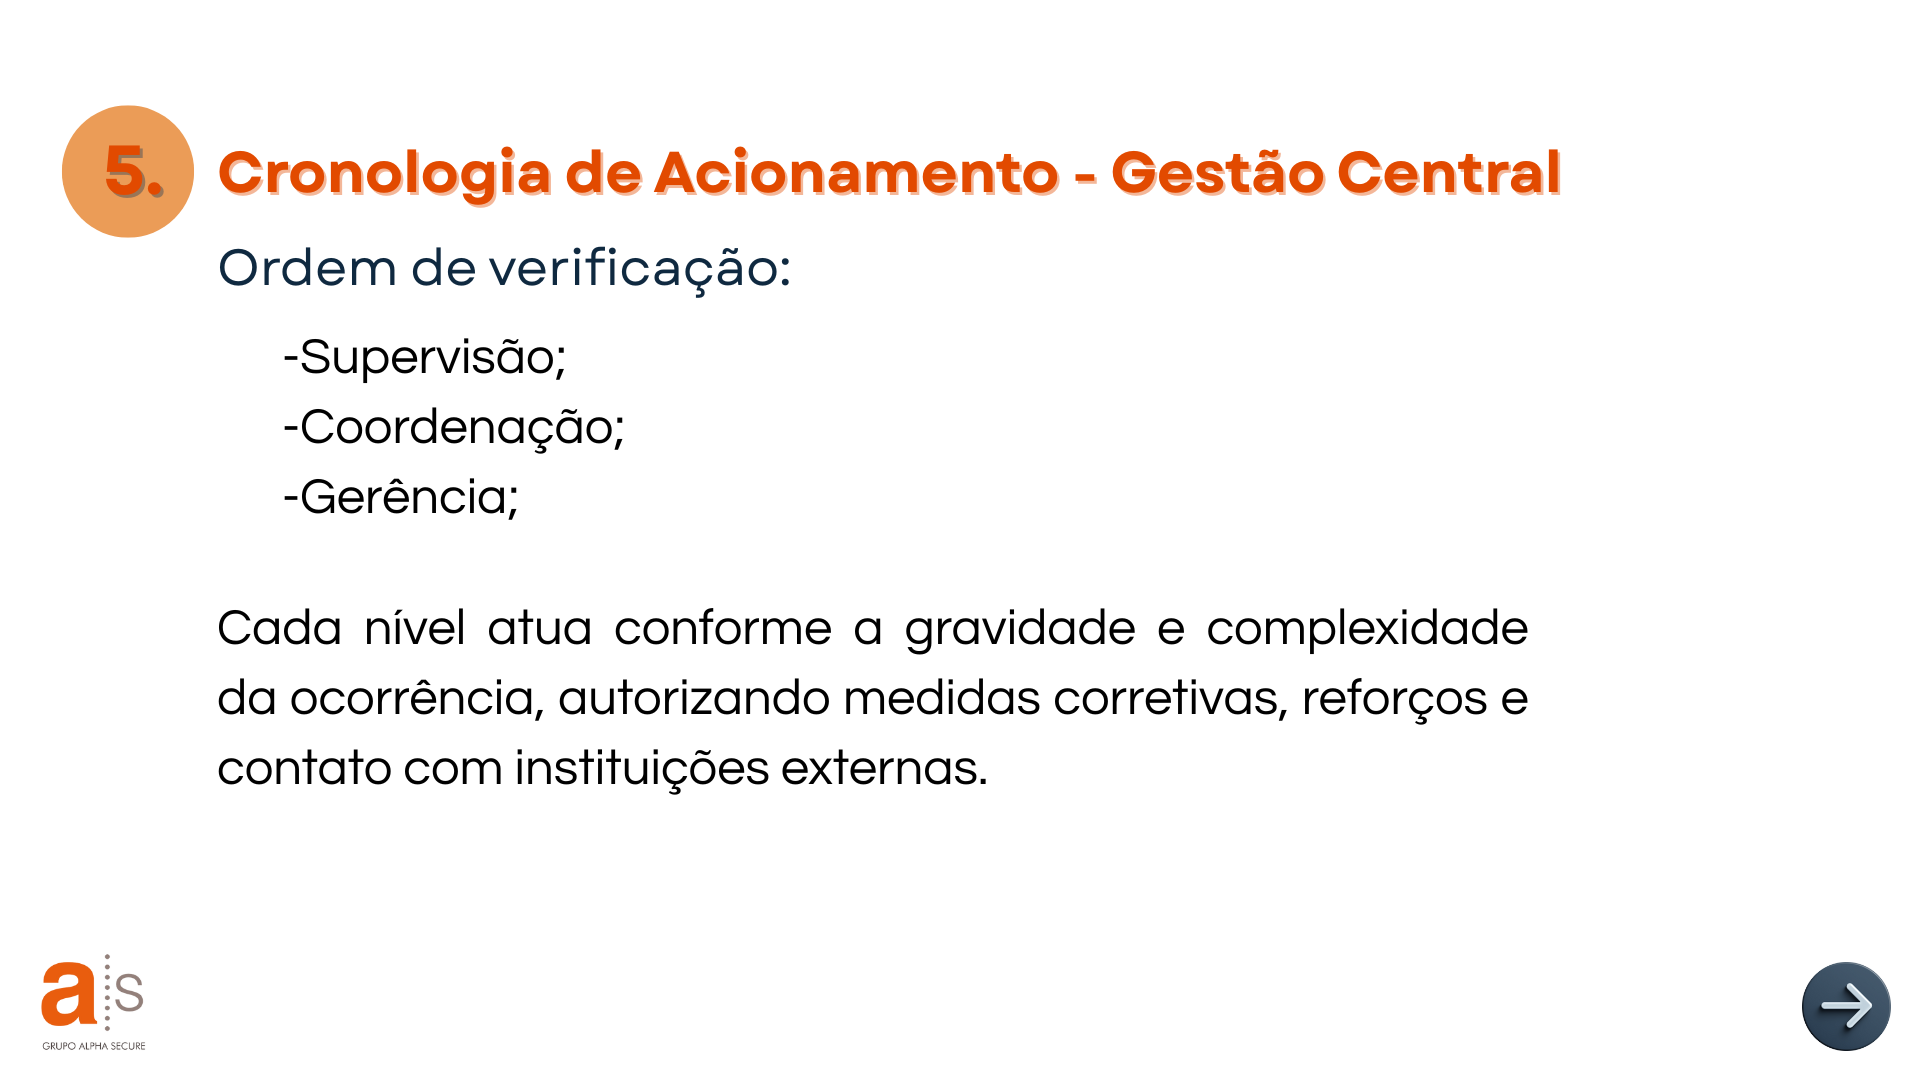 5. Cronologia de Acionamento - Gestão Central
Ordem de verificação:
-Supervisão;
-Coordenação;
-Gerência;
Cada nível atua conforme a gravidade e complexidade
da ocorrência, autorizando medidas corretivas, reforços e
contato com instituições externas.
a s
GRUPO ALPHA SECURE